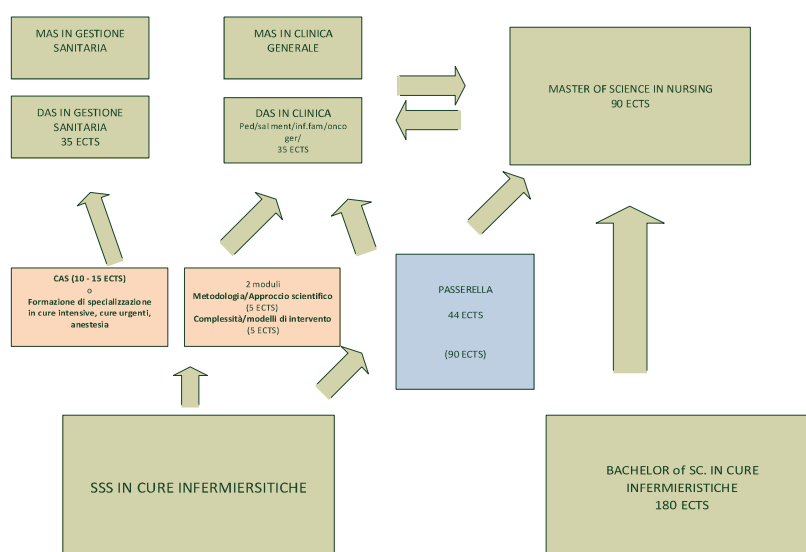 MAS IN GESTIONE
SANITARIA
MAS IN CLINICA
GENERALE
MASTER OF SCIENCE IN NURSING
90 ECTS
DAS IN GESTIONE
SANITARIA
35 ECTS
DAS IN CLINICA
Ped/sal ment/inf.fam/onco
ger/
35 ECTS
CAS (10 - 15 ECTS)
o
Formazione di specializzazione
in cure intensive, cure urgenti,
anestesia
2 moduli
Metodologia/Approccio scientifico
(5 ECTS)
Complessità/modelli di intervento
(5 ECTS)
PASSERELLA
44 ECTS
(90 ECTS)
SSS IN CURE INFERMIERSITICHE
BACHELOR of SC. IN CURE
INFERMIERISTICHE
180 ECTS